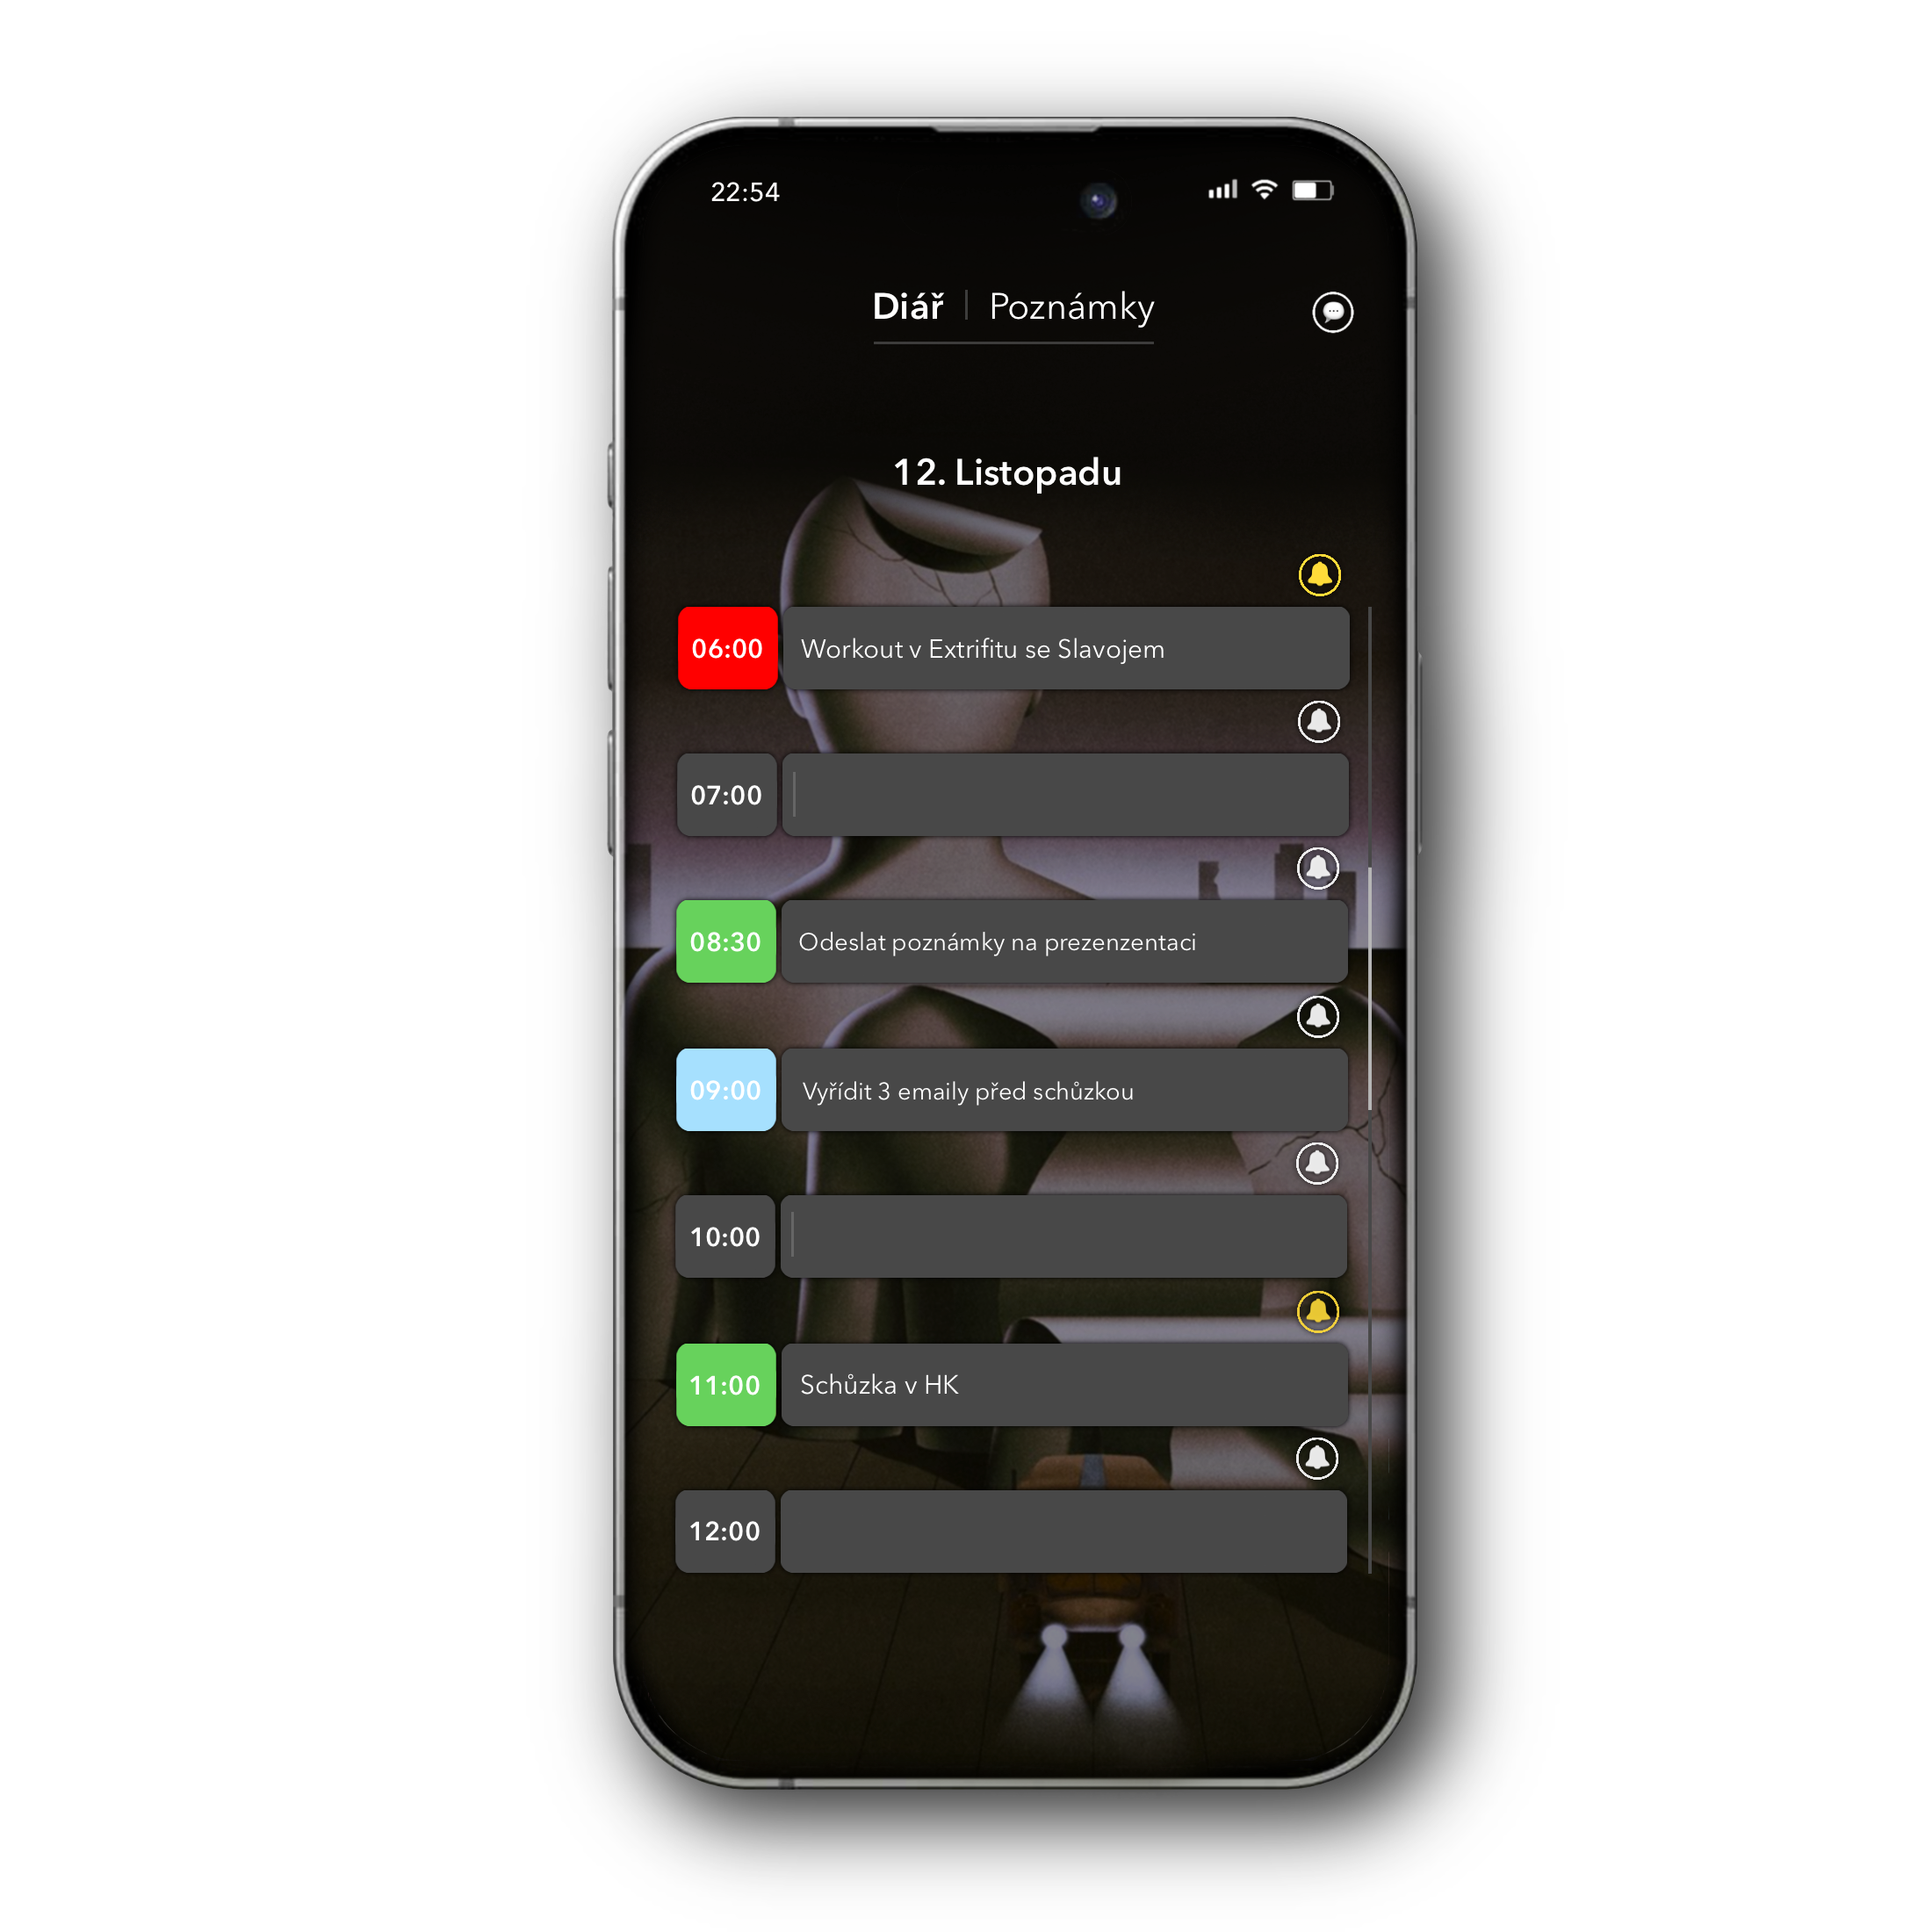 22:54
Diář | Poznámky
12. Listopadu
06:00 Workout v Extrifitu se Slavojem
07:00
08:30 Odeslat poznámky na prezenzentaci
09:00 Vyřídit 3 emaily před schůzkou
10:00
11:00 Schůzka v HK
12:00